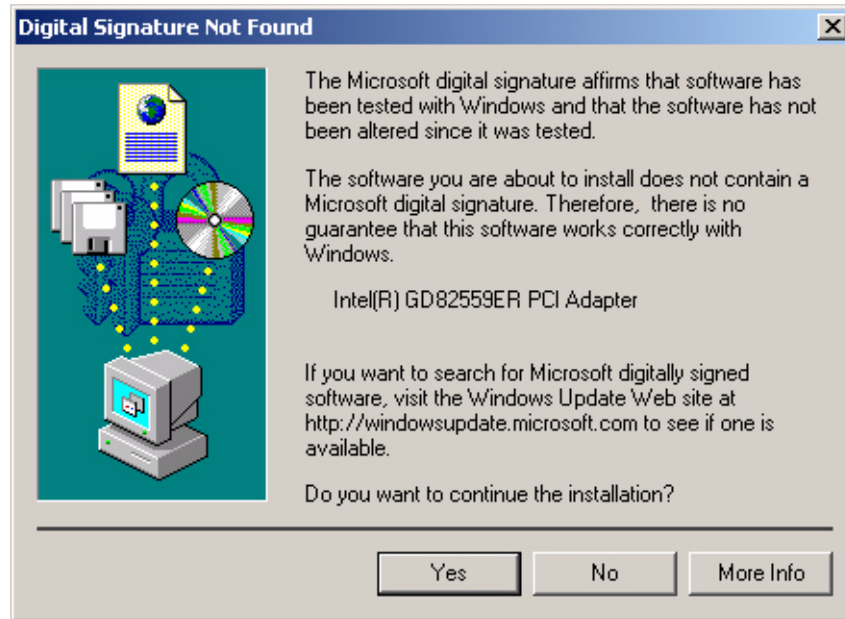 Digital Signature Not Found
The Microsoft digital signature affirms that software has
been tested with Windows and that the software has not
been altered since it was tested.
The software you are about to install does not contain a
Microsoft digital signature. Therefore, there is no
guarantee that this software works correctly with
Windows.
Intel(R) GD82559ER PCI Adapter
If you want to search for Microsoft digitally signed
software, visit the Windows Update Web site at
http://windowsupdate.microsoft.com to see if one is
available.
Do you want to continue the installation?
Yes No More Info